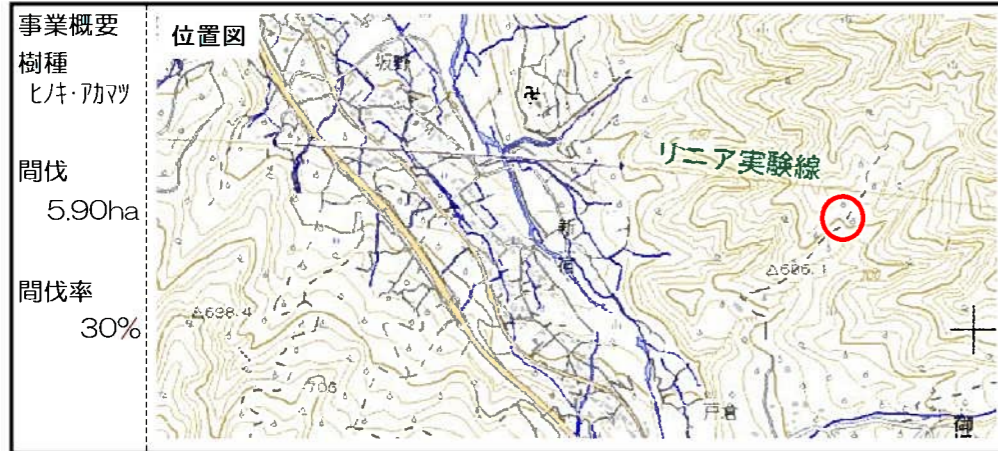 事業概要
樹種
ヒノキ・アカマツ
間伐
5.90ha
間伐率
30%
位置図
坂野
リニア実験線
新
宿
△606.1
△698.4
706
戸倉
御